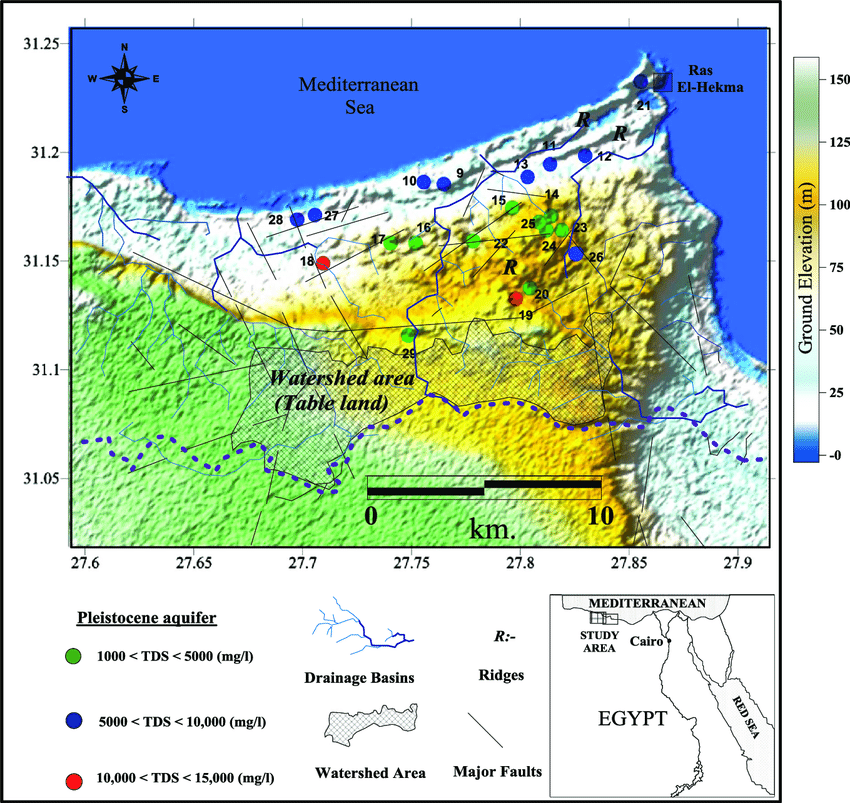 31.25
31.2
31.15
31.1
31.05
27.6
27.65
27.7
27.75
27.8
27.85
27.9
N
W
E
S
Mediterranean
Sea
Ras
El-Hekma
21
R
R
11
12
13
9
10
14
15
28
27
16
17
25
23
24
22
26
18
R
20
19
29
Watershed area
(Table land)
0
10
km.
150
125
100
75
50
25
-0
Ground Elevation (m)
Pleistocene aquifer
1000 < TDS < 5000 (mg/l)
5000 < TDS < 10,000 (mg/l)
10,000 < TDS < 15,000 (mg/l)
Drainage Basins
Watershed Area
R:-
Ridges
Major Faults
MEDITERRANEAN
STUDY
AREA
Cairo
EGYPT
RED SEA